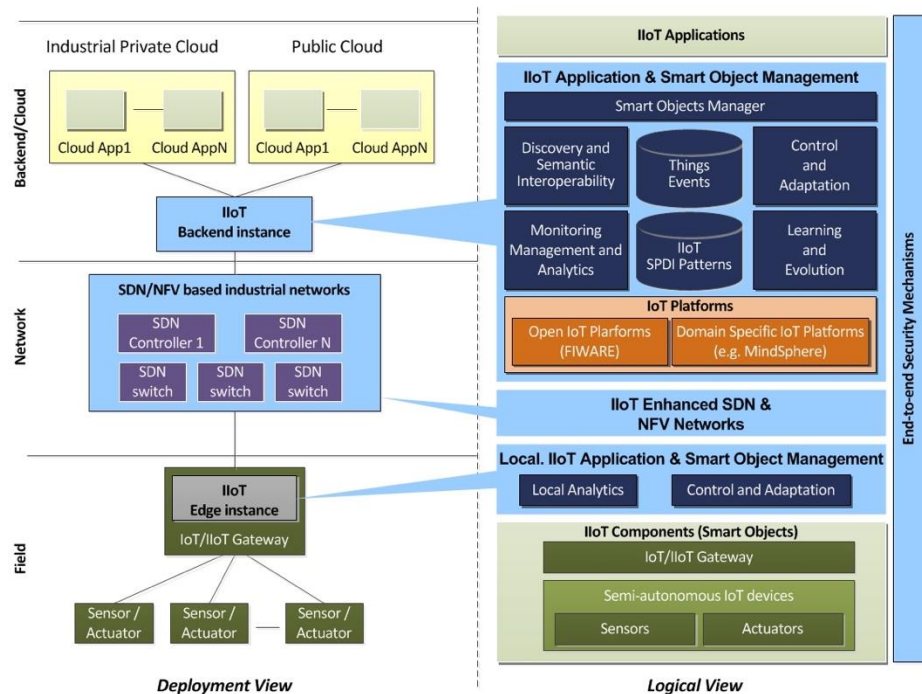 Backend/Cloud
Industrial Private Cloud
Public Cloud
Cloud App1
Cloud AppN
Cloud App1
Cloud AppN
IIoT
Backend instance
Network
SDN/NFV based industrial networks
SDN
Controller 1
SDN
Controller N
SDN
switch
SDN
switch
SDN
switch
Field
IIoT
Edge instance
IoT/IIoT Gateway
Sensor /
Actuator
Sensor /
Actuator
Sensor /
Actuator
Deployment View
IIoT Applications
IIoT Application & Smart Object Management
Smart Objects Manager
Discovery and
Semantic
Interoperability
Things
Events
Control
and
Adaptation
Monitoring
Management and
Analytics
IIoT
SPDI Patterns
Learning
and
Evolution
IoT Platforms
Open IoT Plarforms
(FIWARE)
Domain Specific IoT Platforms
(e.g. MindSphere)
IIoT Enhanced SDN &
NFV Networks
Local. IIoT Application & Smart Object Management
Local Analytics
Control and Adaptation
IIoT Components (Smart Objects)
IoT/IIoT Gateway
Semi-autonomous IoT devices
Sensors
Actuators
End-to-end Security Mechanisms
Logical View